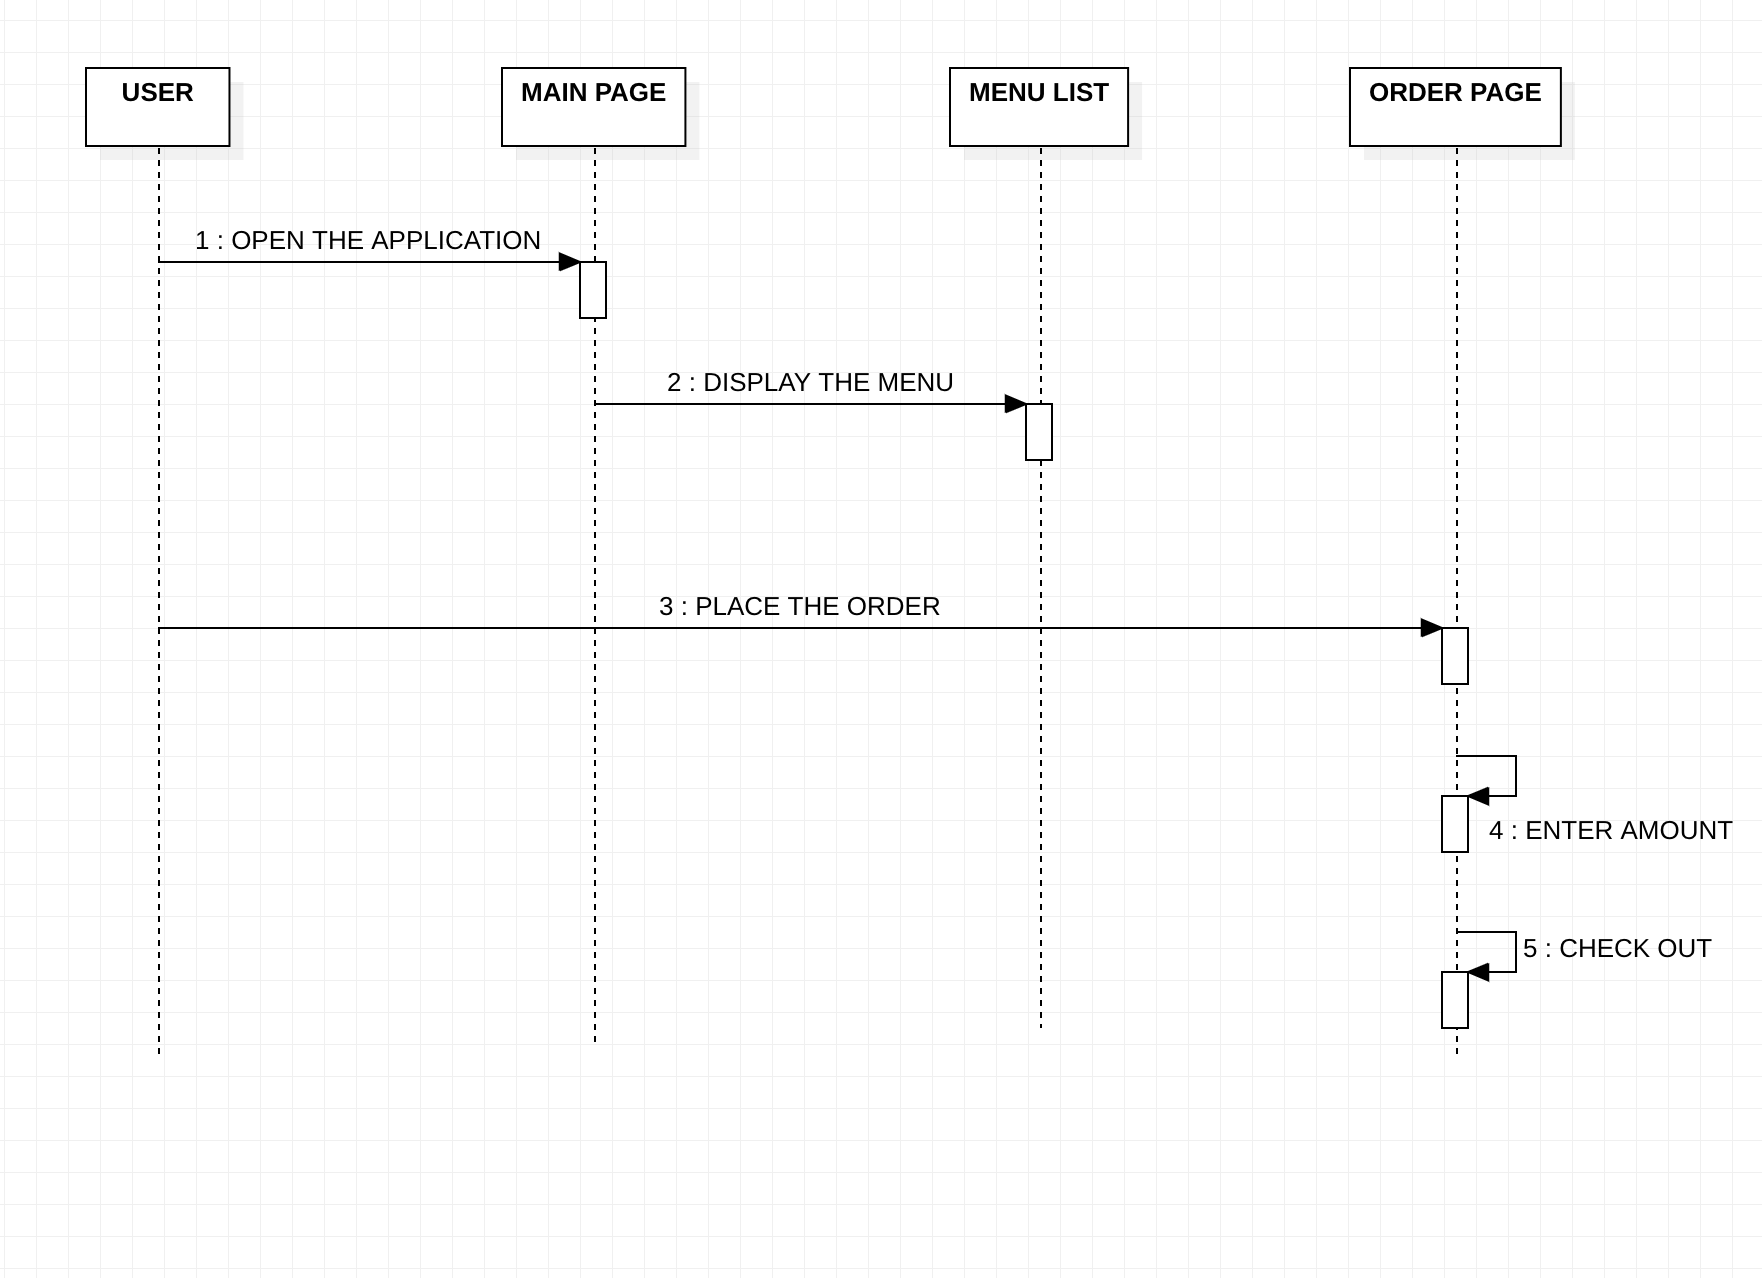 USER
MAIN PAGE
MENU LIST
ORDER PAGE
1 : OPEN THE APPLICATION
2 : DISPLAY THE MENU
3 : PLACE THE ORDER
4 : ENTER AMOUNT
5 : CHECK OUT